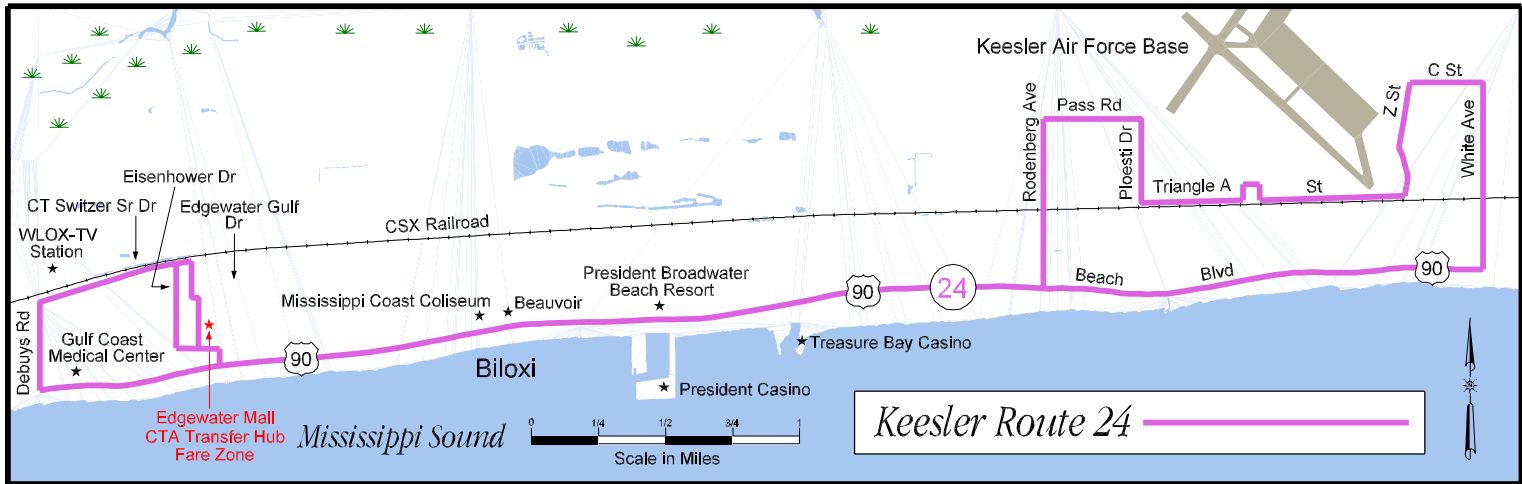 Keesler Air Force Base
C St
Z St
White Ave
Pass Rd
Rodenberg Ave
Ploesti Dr
Triangle A
St
Eisenhower Dr
CT Switzer Sr Dr
Edgewater Gulf
Dr
CSX Railroad
WLOX-TV
Station
President Broadwater
Beach Resort
Beach
Blvd
90
Mississippi Coast Coliseum
Beauvoir
90
24
Debuys Rd
Gulf Coast
Medical Center
90
Treasure Bay Casino
Biloxi
President Casino
Edgewater Mall
CTA Transfer Hub
Fare Zone
Mississippi Sound
0 1/4 1/2 3/4 1
Scale in Miles
Keesler Route 24